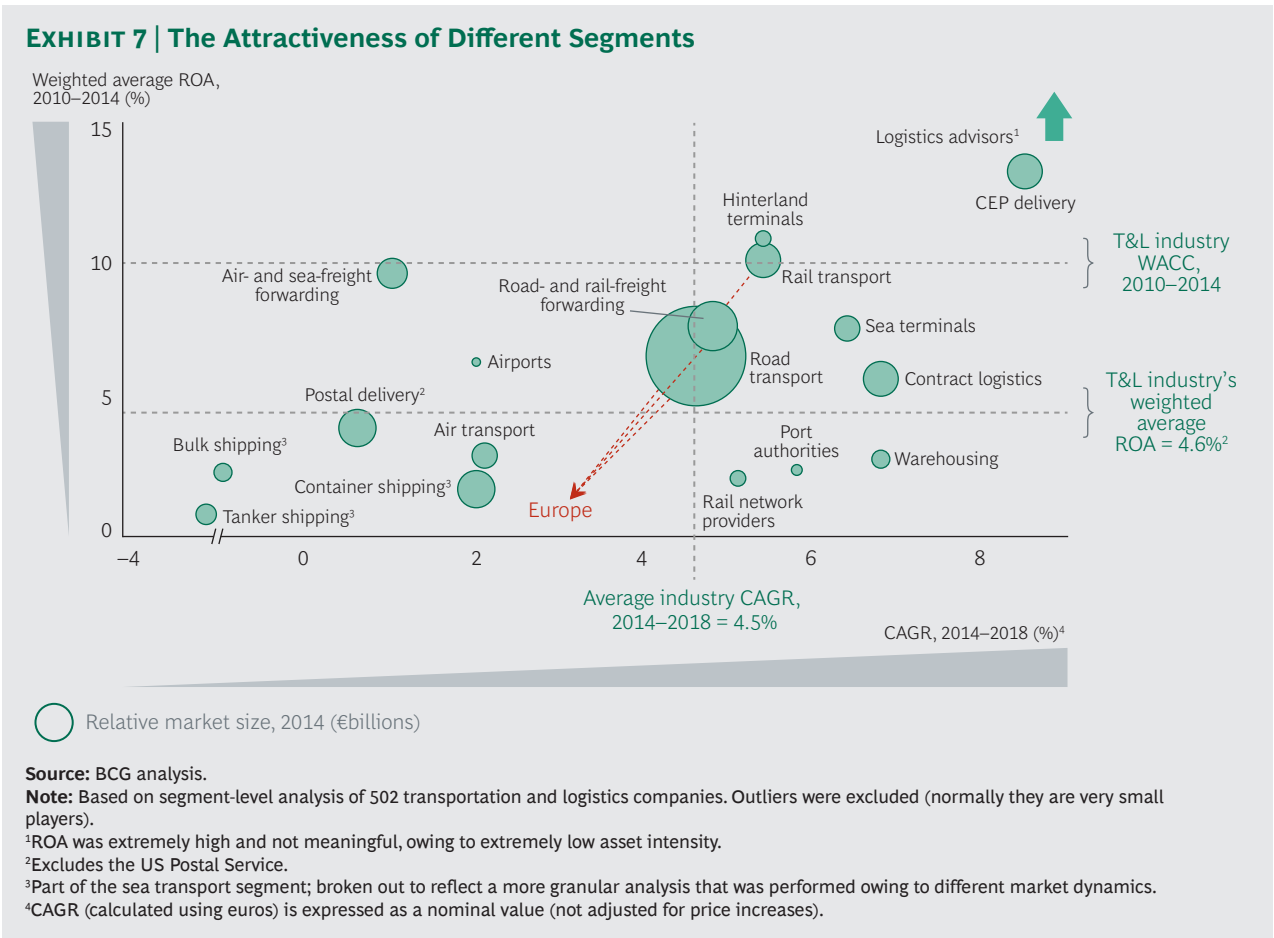 EXHIBIT 7 | The Attractiveness of Different Segments
Weighted average ROA,
2010–2014 (%)
15
10
5
0
Logistics advisors¹
CEP delivery
Hinterland
terminals
Rail transport
Air- and sea-freight
forwarding
Road- and rail-freight
forwarding
Sea terminals
Airports
Road
transport
Contract logistics
Postal delivery²
Air transport
Bulk shipping³
Port
authorities
Warehousing
Container shipping³
Rail network
providers
Tanker shipping³
Europe
T&L industry
WACC,
2010–2014
T&L industry's
weighted
average
ROA = 4.6%²
–4
0
2
4
6
8
Average industry CAGR,
2014–2018 = 4.5%
CAGR, 2014–2018 (%)⁴
Relative market size, 2014 (€billions)
Source: BCG analysis.
Note: Based on segment-level analysis of 502 transportation and logistics companies. Outliers were excluded (normally they are very small
players).
¹ROA was extremely high and not meaningful, owing to extremely low asset intensity.
²Excludes the US Postal Service.
³Part of the sea transport segment; broken out to reflect a more granular analysis that was performed owing to different market dynamics.
⁴CAGR (calculated using euros) is expressed as a nominal value (not adjusted for price increases).